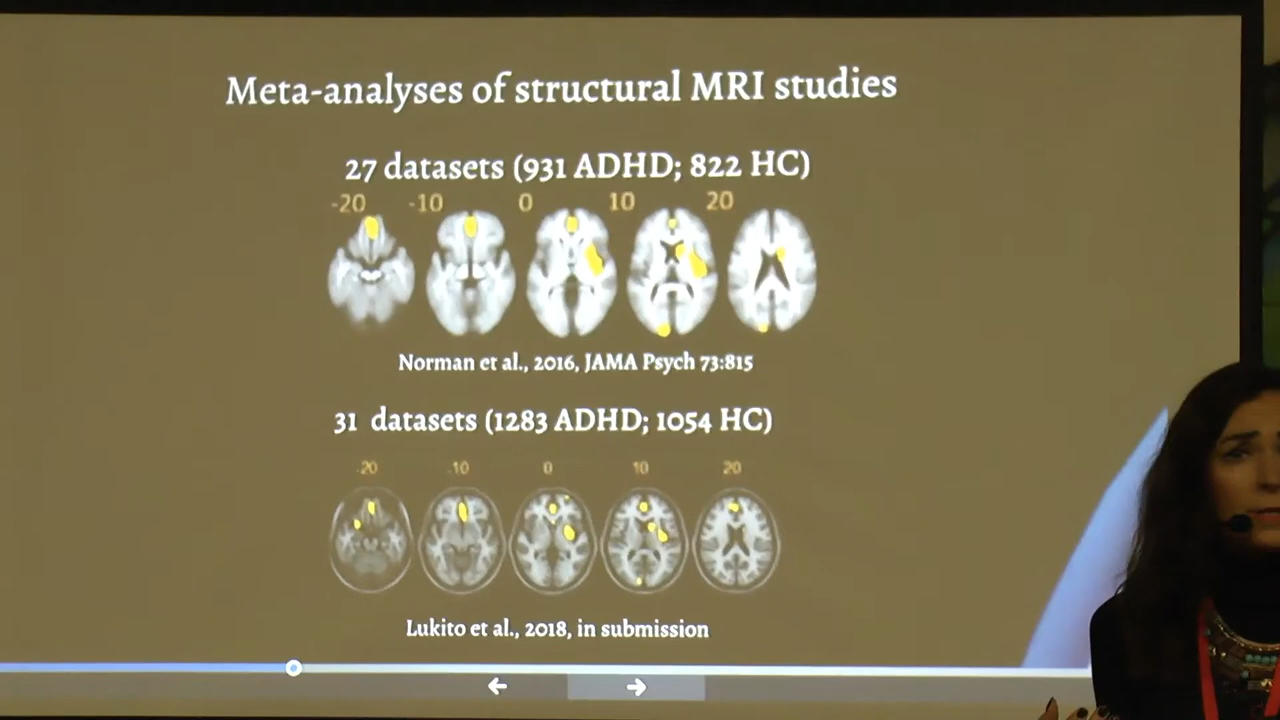 Meta-analyses of structural MRI studies
27 datasets (931 ADHD; 822 HC)
-20 -10 0 10 20
Norman et al., 2016, JAMA Psych 73:815
31 datasets (1283 ADHD; 1054 HC)
-20 -10 0 10 20
Lukito et al., 2018, in submission